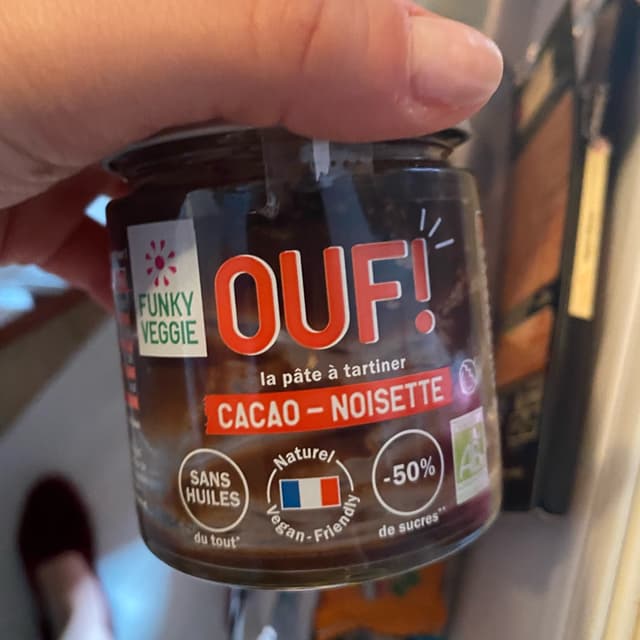 FUNKY
VEGGIE
OUF!
la pâte à tartiner
CACAO – NOISETTE
SANS
HUILES
du tout*
Naturel
Vegan-Friendly
-50%
de sucres**